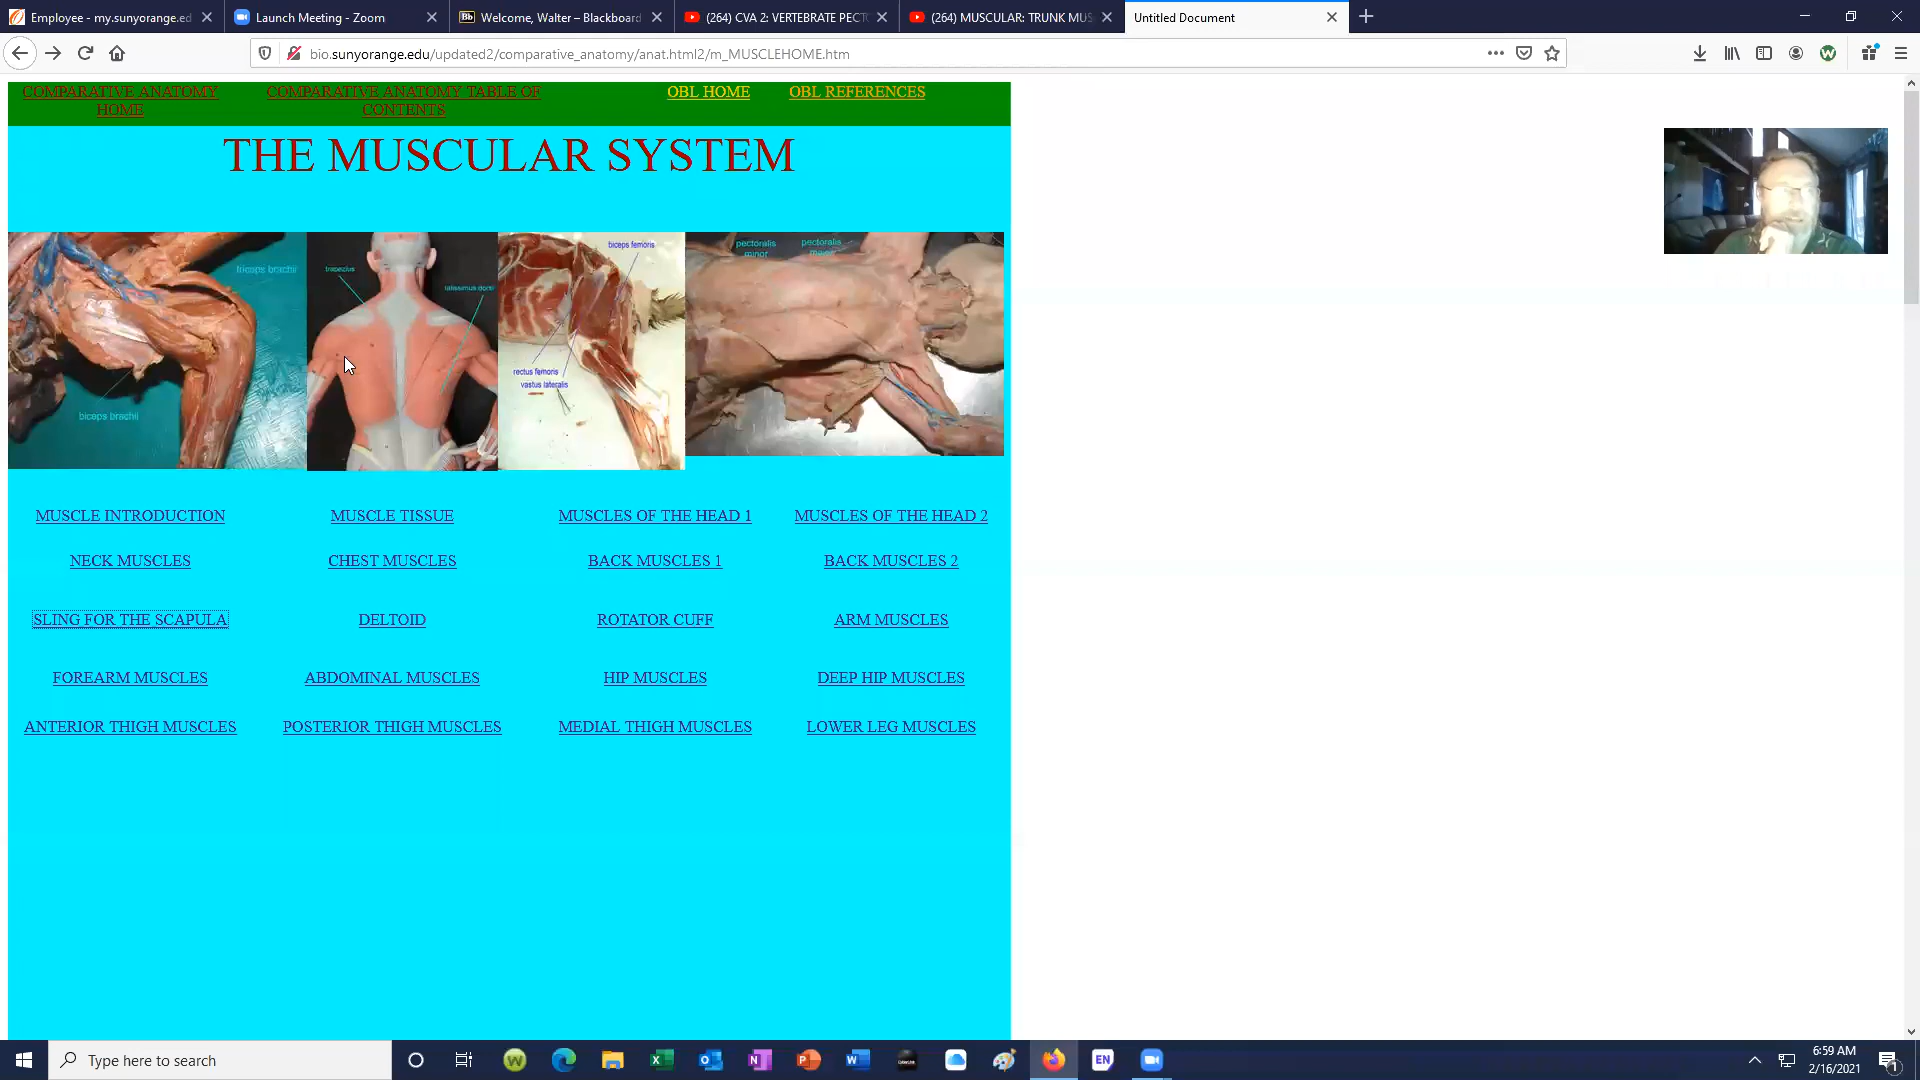 Employee - my.sunyorange.ed
Launch Meeting - Zoom
Bb Welcome, Walter – Blackboard
(264) CVA 2: VERTEBRATE PECT
(264) MUSCULAR: TRUNK MUS
Untitled Document
bio.sunyorange.edu/updated2/comparative_anatomy/anat.html2/m_MUSCLEHOME.htm
COMPARATIVE ANATOMY
HOME
COMPARATIVE ANATOMY TABLE OF
CONTENTS
OBL HOME
OBL REFERENCES
THE MUSCULAR SYSTEM
triceps brachii
biceps brachii
trapezius
latissimus dorsi
biceps femoris
rectus femoris
vastus lateralis
pectoralis
minor
pectoralis
major
MUSCLE INTRODUCTION
MUSCLE TISSUE
MUSCLES OF THE HEAD 1
MUSCLES OF THE HEAD 2
NECK MUSCLES
CHEST MUSCLES
BACK MUSCLES 1
BACK MUSCLES 2
SLING FOR THE SCAPULA
DELTOID
ROTATOR CUFF
ARM MUSCLES
FOREARM MUSCLES
ABDOMINAL MUSCLES
HIP MUSCLES
DEEP HIP MUSCLES
ANTERIOR THIGH MUSCLES
POSTERIOR THIGH MUSCLES
MEDIAL THIGH MUSCLES
LOWER LEG MUSCLES
Type here to search
EN
6:59 AM
2/16/2021
1